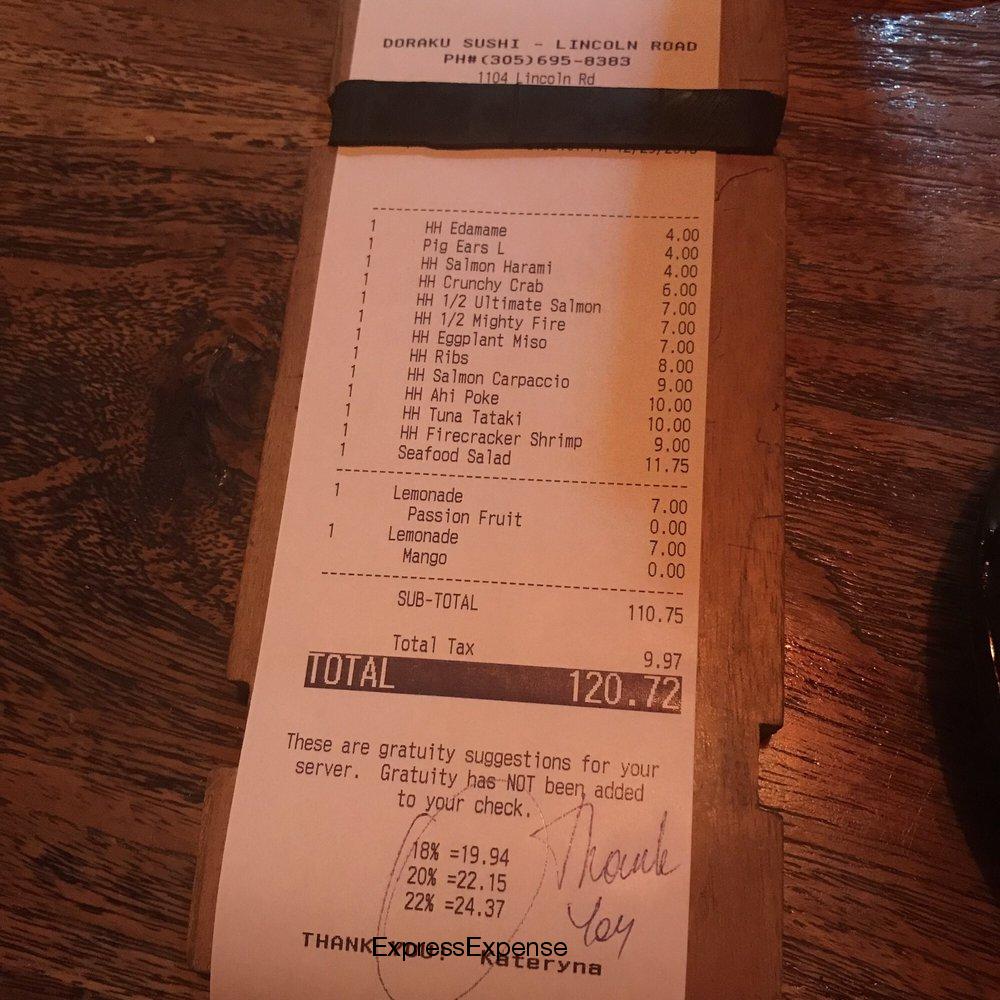 DORAKU SUSHI - LINCOLN ROAD
PH#(305)695-8383
1104 Lincoln Rd
1 HH Edamame 4.00
1 Pig Ears L 4.00
1 HH Salmon Harami 4.00
1 HH Crunchy Crab 6.00
1 HH 1/2 Ultimate Salmon 7.00
1 HH 1/2 Mighty Fire 7.00
1 HH Eggplant Miso 7.00
1 HH Ribs 8.00
1 HH Salmon Carpaccio 9.00
1 HH Ahi Poke 10.00
1 HH Tuna Tataki 10.00
1 HH Firecracker Shrimp 9.00
1 Seafood Salad 11.75
1 Lemonade 7.00
Passion Fruit 0.00
1 Lemonade 7.00
Mango 0.00
SUB-TOTAL 110.75
Total Tax 9.97
TOTAL 120.72
These are gratuity suggestions for your
server. Gratuity has NOT been added
to your check.
18% =19.94
20% =22.15
22% =24.37
Thank
You
THANK YOU! Kateryna
ExpressExpense